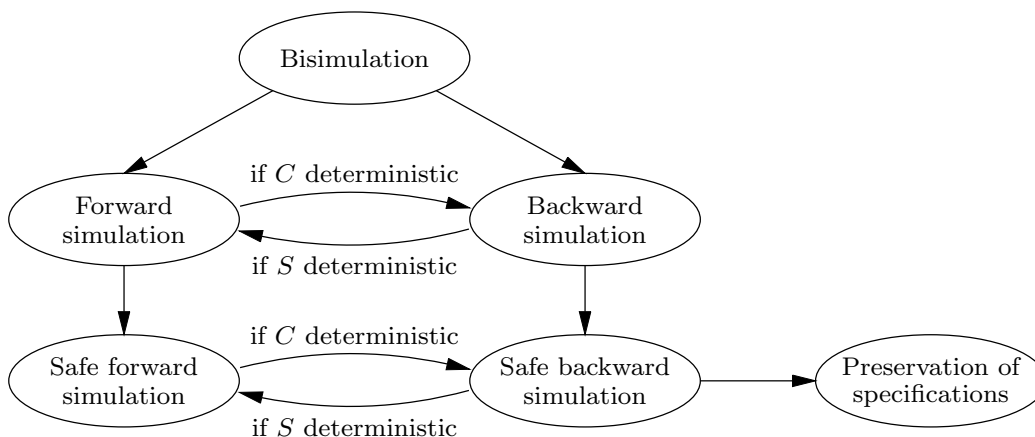 Bisimulation
if C deterministic
Forward
simulation
Backward
simulation
if S deterministic
if C deterministic
Safe forward
simulation
Safe backward
simulation
Preservation of
specifications
if S deterministic